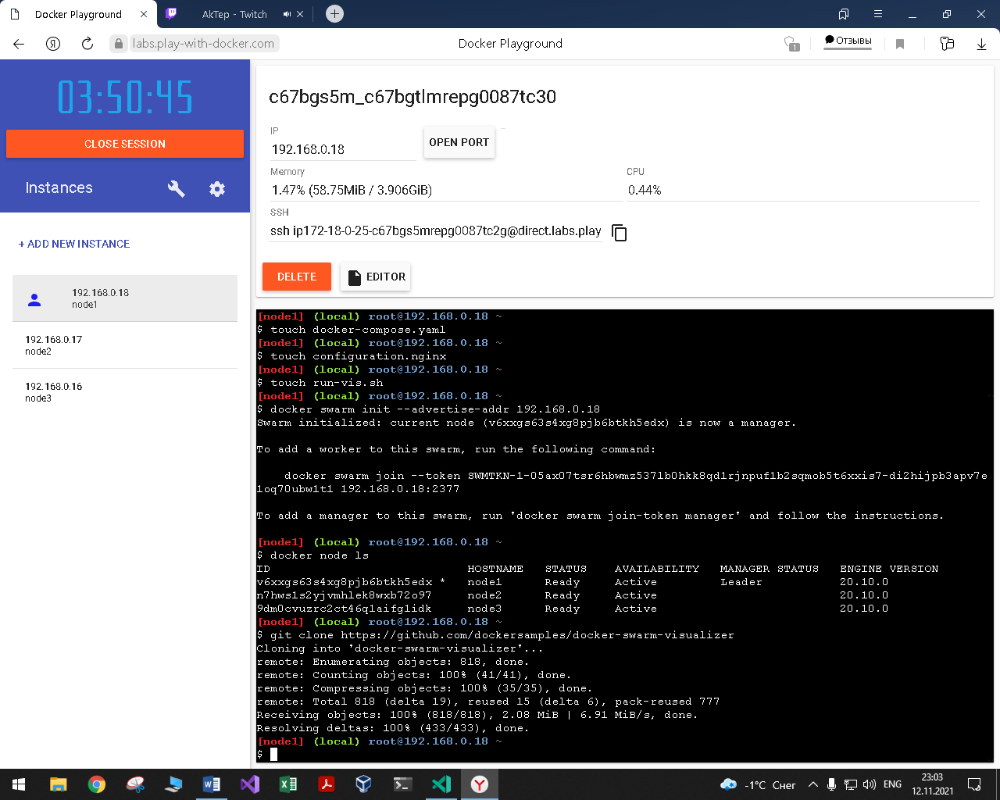 Docker Playground
AkTep - Twitch
labs.play-with-docker.com
Docker Playground
1
Отзывы
03:50:45
CLOSE SESSION
Instances
+ ADD NEW INSTANCE
192.168.0.18
node1
192.168.0.17
node2
192.168.0.16
node3
c67bgs5m_c67bgtlmrepg0087tc30
IP
192.168.0.18
OPEN PORT
Memory
1.47% (58.75MiB / 3.906GiB)
CPU
0.44%
SSH
ssh ip172-18-0-25-c67bgs5mrepg0087tc2g@direct.labs.play
DELETE
EDITOR
[node1] (local) root@192.168.0.18 ~
$ touch docker-compose.yaml
[node1] (local) root@192.168.0.18 ~
$ touch configuration.nginx
[node1] (local) root@192.168.0.18 ~
$ touch run-vis.sh
[node1] (local) root@192.168.0.18 ~
$ docker swarm init --advertise-addr 192.168.0.18
Swarm initialized: current node (v6xxgs63s4xg8pjb6btkh5edx) is now a manager.
To add a worker to this swarm, run the following command:
docker swarm join --token SWMTKN-1-05ax07tsr6hbwmz537lb0hkk8qd1rjnpuf1b2sqmob5t6xxis7-di2hijpb3apv7e
1oq70ubw1t1 192.168.0.18:2377
To add a manager to this swarm, run 'docker swarm join-token manager' and follow the instructions.
[node1] (local) root@192.168.0.18 ~
$ docker node ls
ID HOSTNAME STATUS AVAILABILITY MANAGER STATUS ENGINE VERSION
v6xxgs63s4xg8pjb6btkh5edx * node1 Ready Active Leader 20.10.0
n7hws1s2yjvmhlek8wxb72o97 node2 Ready Active 20.10.0
9dm0cvuzrc2ct46q1aifg1idk node3 Ready Active 20.10.0
[node1] (local) root@192.168.0.18 ~
$ git clone https://github.com/dockersamples/docker-swarm-visualizer
Cloning into 'docker-swarm-visualizer'...
remote: Enumerating objects: 818, done.
remote: Counting objects: 100% (41/41), done.
remote: Compressing objects: 100% (35/35), done.
remote: Total 818 (delta 19), reused 15 (delta 6), pack-reused 777
Receiving objects: 100% (818/818), 2.08 MiB | 6.91 MiB/s, done.
Resolving deltas: 100% (433/433), done.
[node1] (local) root@192.168.0.18 ~
$
-1°C Снег
ENG
23:03
12.11.2021